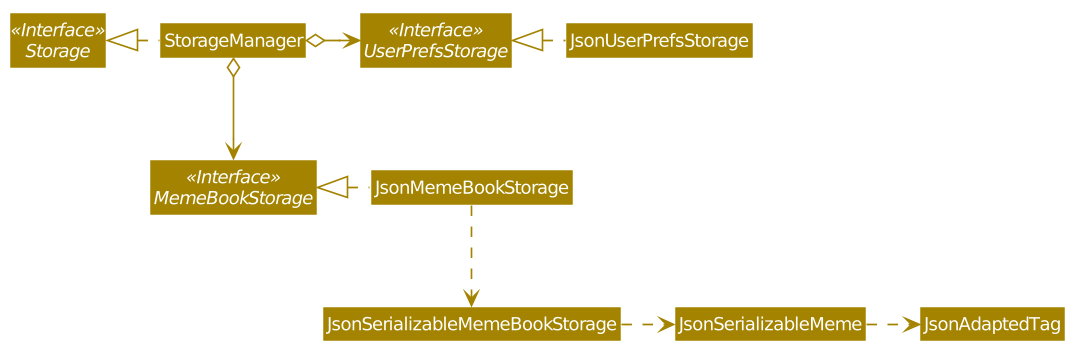 «Interface»
Storage
StorageManager
«Interface»
UserPrefsStorage
JsonUserPrefsStorage
«Interface»
MemeBookStorage
JsonMemeBookStorage
JsonSerializableMemeBookStorage
JsonSerializableMeme
JsonAdaptedTag